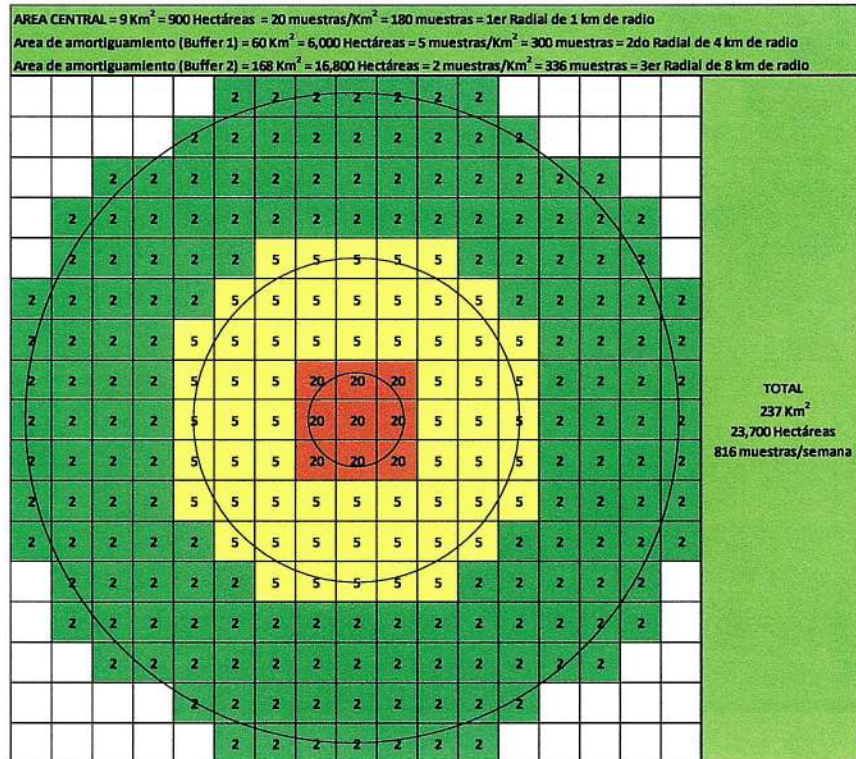 AREA CENTRAL = 9 Km² = 900 Hectáreas = 20 muestras/Km² = 180 muestras = 1er Radial de 1 km de radio
Area de amortiguamiento (Buffer 1) = 60 Km² = 6,000 Hectáreas = 5 muestras/Km² = 300 muestras = 2do Radial de 4 km de radio
Area de amortiguamiento (Buffer 2) = 168 Km² = 16,800 Hectáreas = 2 muestras/Km² = 336 muestras = 3er Radial de 8 km de radio
2 2 2 2 2 2 2
2 2 2 2 2 2 2 2 2
2 2 2 2 2 2 2 2 2 2 2 2 2
2 2 2 2 2 2 2 2 2 2 2 2 2 2 2
2 2 2 2 2 5 5 5 5 5 2 2 2 2 2
2 2 2 2 2 5 5 5 5 5 5 5 2 2 2 2 2
2 2 2 2 5 5 5 5 5 5 5 5 5 2 2 2 2
2 2 2 2 5 5 5 20 20 20 5 5 5 2 2 2 2
2 2 2 2 5 5 5 20 20 20 5 5 5 2 2 2 2
2 2 2 2 5 5 5 20 20 20 5 5 5 2 2 2 2
2 2 2 2 5 5 5 5 5 5 5 5 5 2 2 2 2
2 2 2 2 2 5 5 5 5 5 5 5 2 2 2 2 2
2 2 2 2 2 5 5 5 5 5 2 2 2 2 2
2 2 2 2 2 2 2 2 2 2 2 2 2 2 2
2 2 2 2 2 2 2 2 2 2 2 2 2
2 2 2 2 2 2 2 2 2
2 2 2 2 2 2 2
TOTAL
237 Km²
23,700 Hectáreas
816 muestras/semana